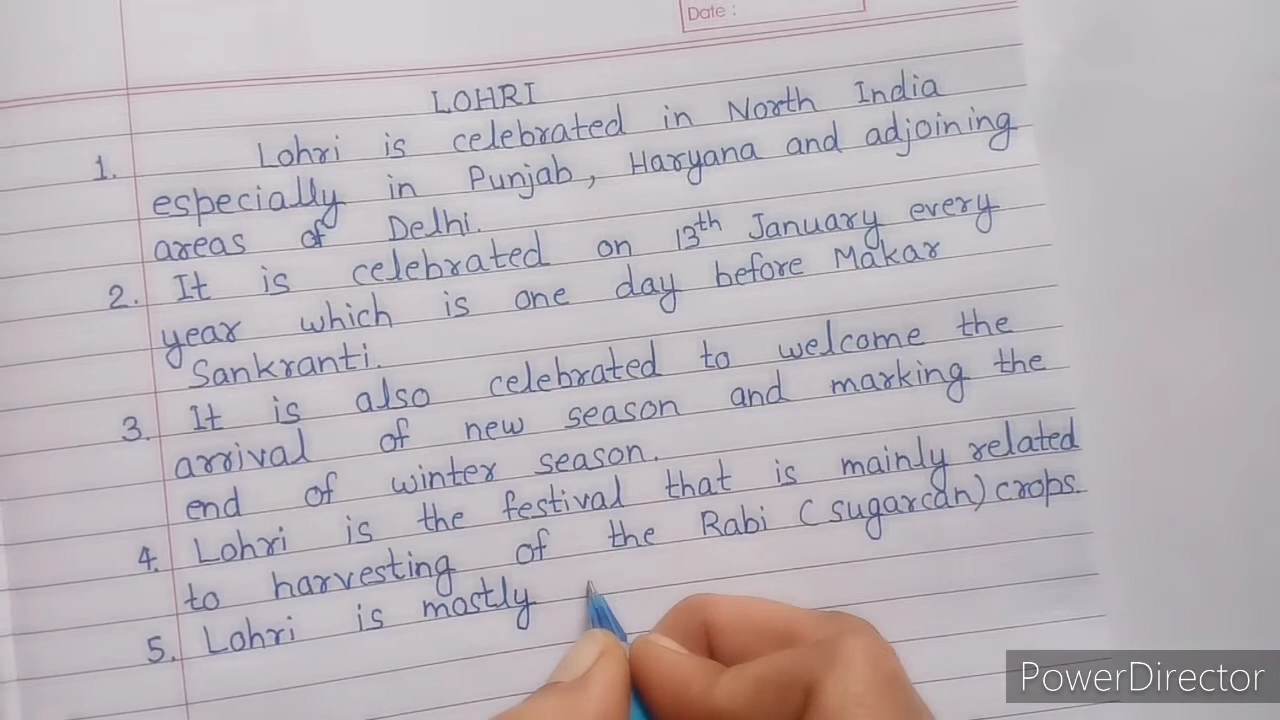 Date :
LOHRI
1. Lohri is celebrated in North India
especially in Punjab, Haryana and adjoining
areas of Delhi.
2. It is celebrated on 13th January every
year which is one day before Makar
Sankranti.
3. It is also celebrated to welcome the
arrival of new season and marking the
end of winter season.
4. Lohri is the festival that is mainly related
to harvesting of the Rabi (sugarcan) crops.
5. Lohri is mostly
PowerDirector